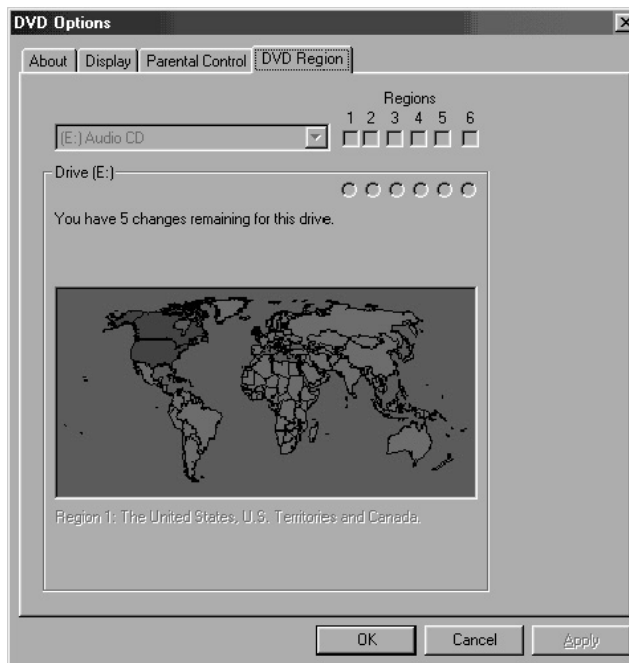 DVD Options
About Display Parental Control DVD Region
Regions
1 2 3 4 5 6
(E:) Audio CD
Drive (E:)
You have 5 changes remaining for this drive.
Region 1: The United States, U.S. Territories and Canada.
OK Cancel Apply